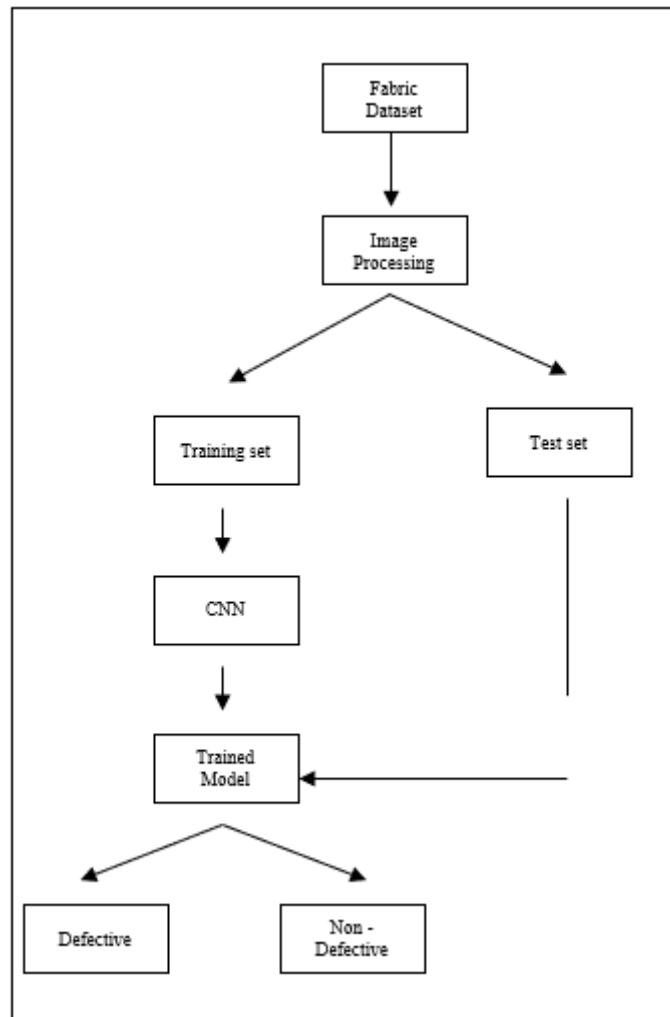 Fabric
Dataset
Image
Processing
Training set
Test set
CNN
Trained
Model
Defective
Non -
Defective